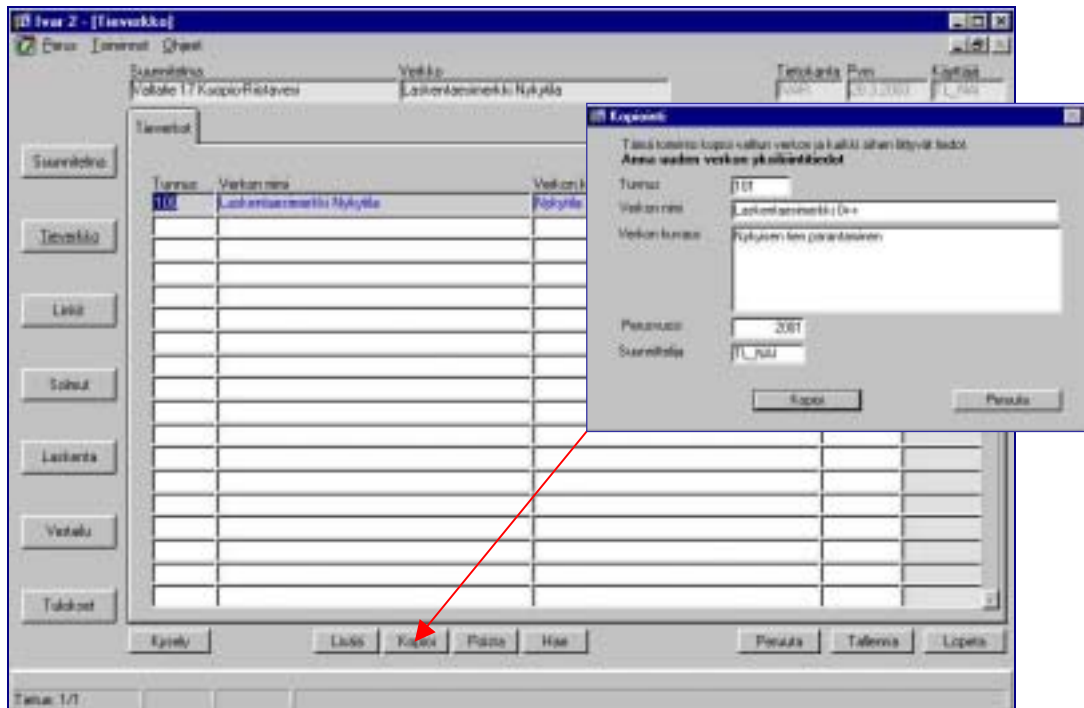 Ivar 2 - [Tieverkko]
Perus Toiminnot Ohjeet
Suunnitelma Verkko Tietokanta Pvm Käyttäjä
Valtatie 17 Kuopio-Riistavesi Laskentaesimerkki Nykytila IVAR
Tieverkot
Tunnus Verkon nimi Verkon k
100 Laskentaesimerkki Nykytila Nykytila
Suunnitelma
Tieverkko
Linkit
Solmut
Laskenta
Vertailu
Tulokset
Kopiointi
Tämä toiminto kopioi valitun verkon ja kaikki siihen liittyvät tiedot.
Anna uuden verkon yksilöintitiedot
Tunnus 101
Verkon nimi Laskentaesimerkki 0++
Verkon kuvaus Nykyisen tien parantaminen
Perusvuosi 2001
Suunnittelija
Kopioi Peruuta
Kysely Lisää Kopioi Poista Hae Peruuta Tallenna Lopeta
Tietue: 1/1